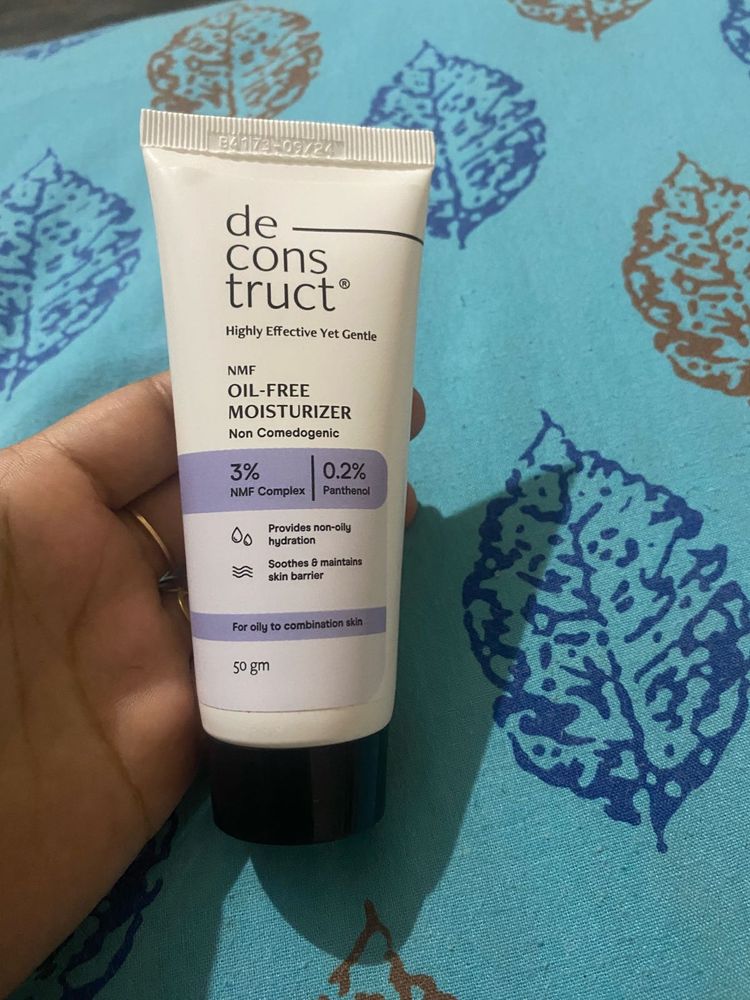 B4173-09/24
de
cons
truct®
Highly Effective Yet Gentle
NMF
OIL-FREE
MOISTURIZER
Non Comedogenic
3%
NMF Complex
0.2%
Panthenol
Provides non-oily
hydration
Soothes & maintains
skin barrier
For oily to combination skin
50 gm